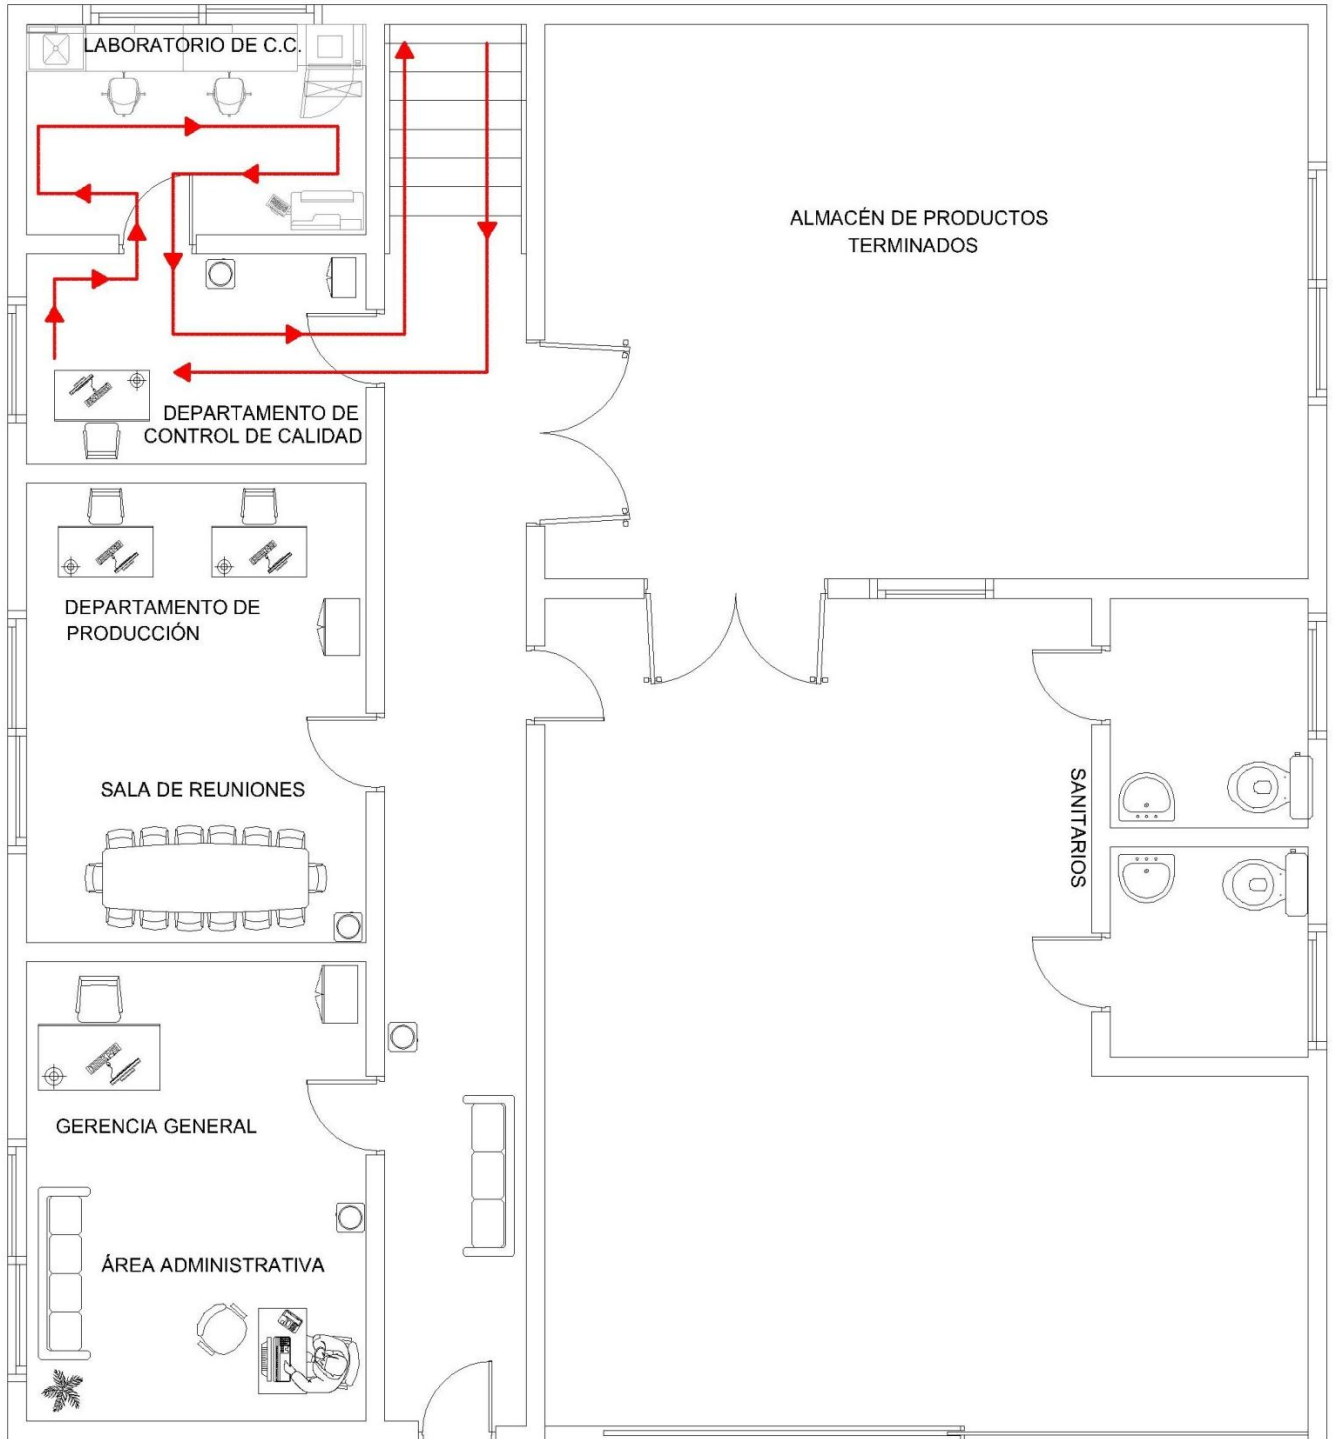 LABORATORIO DE C.C.
ALMACÉN DE PRODUCTOS
TERMINADOS
DEPARTAMENTO DE
CONTROL DE CALIDAD
DEPARTAMENTO DE
PRODUCCIÓN
SALA DE REUNIONES
SANITARIOS
GERENCIA GENERAL
ÁREA ADMINISTRATIVA